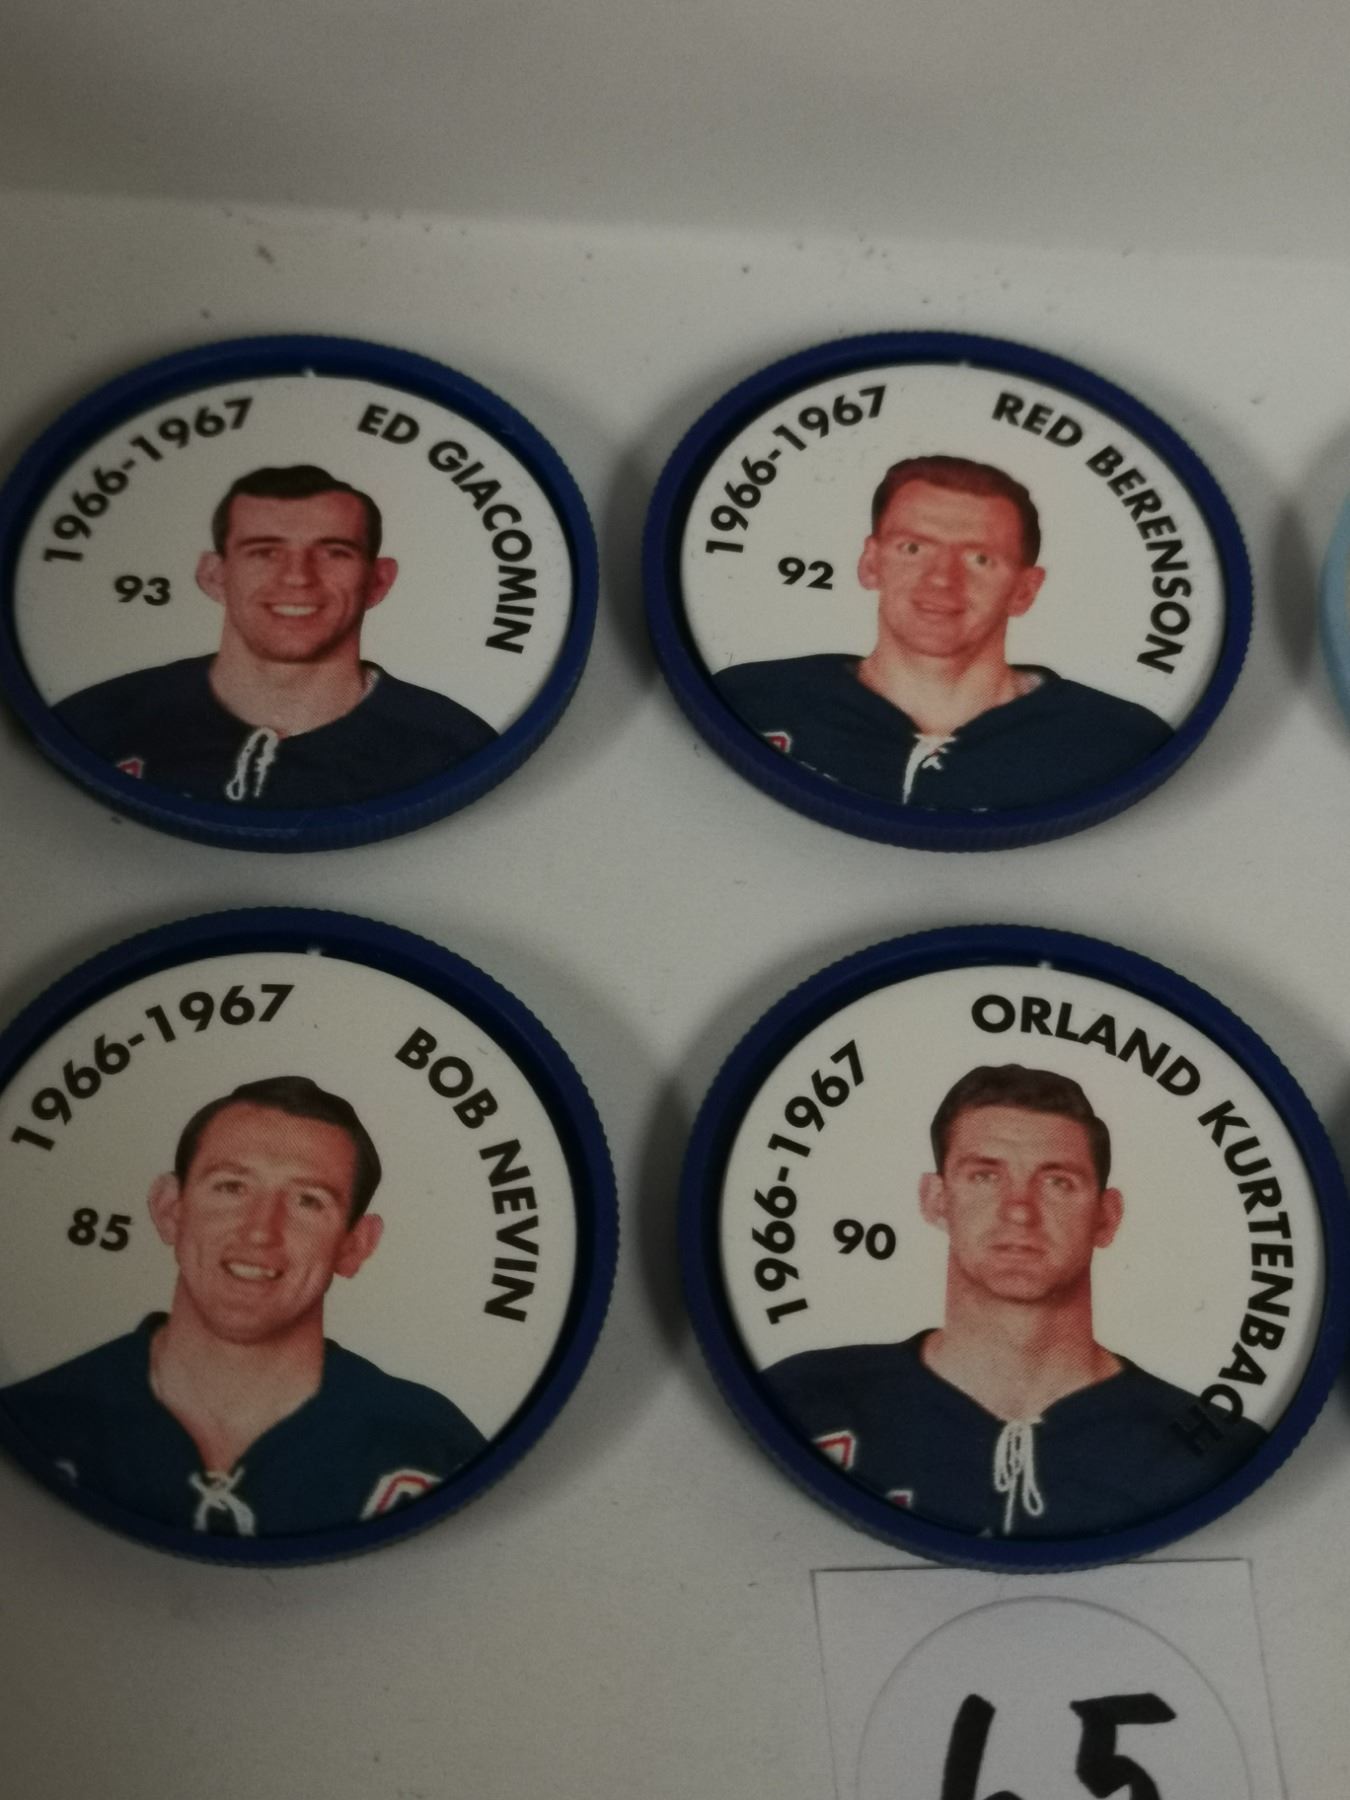 1966-1967 ED GIACOMIN
93
1966-1967 RED BERENSON
92
1966-1967 BOB NEVIN
85
1966-1967 ORLAND KURTENBACH
90
65